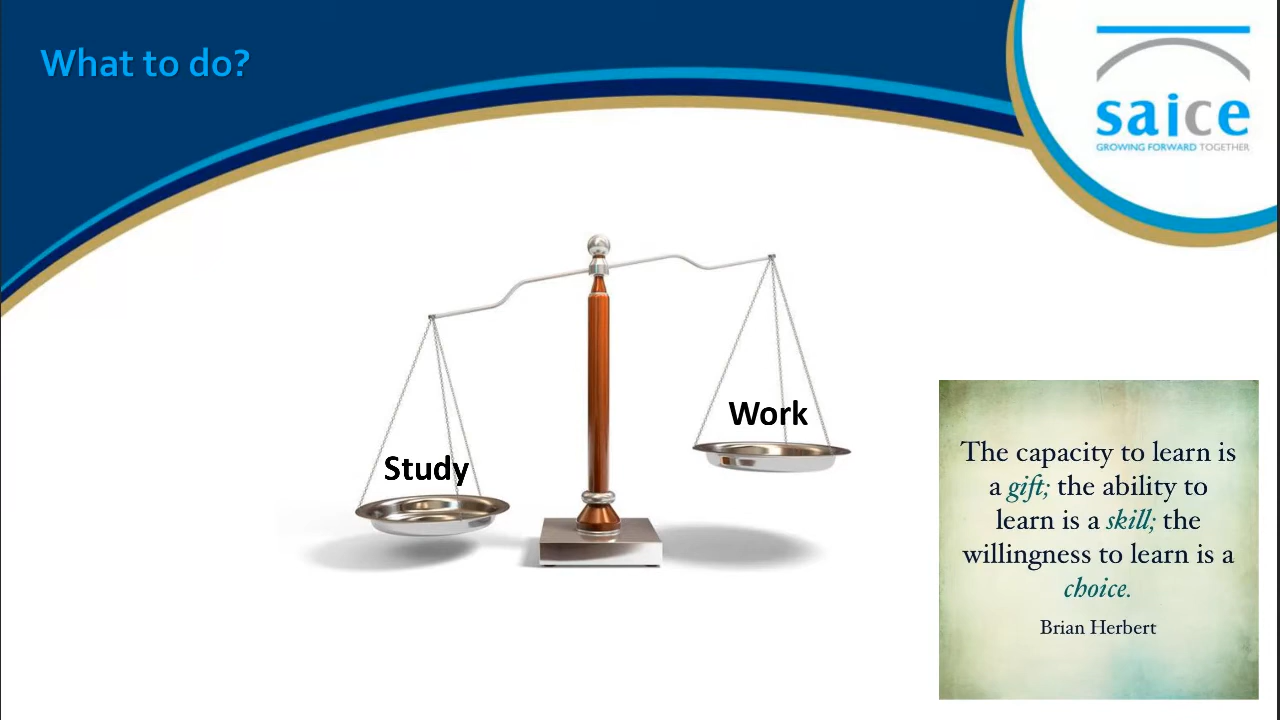 What to do?
saice
GROWING FORWARD TOGETHER
Work
Study
The capacity to learn is
a gift; the ability to
learn is a skill; the
willingness to learn is a
choice.
Brian Herbert